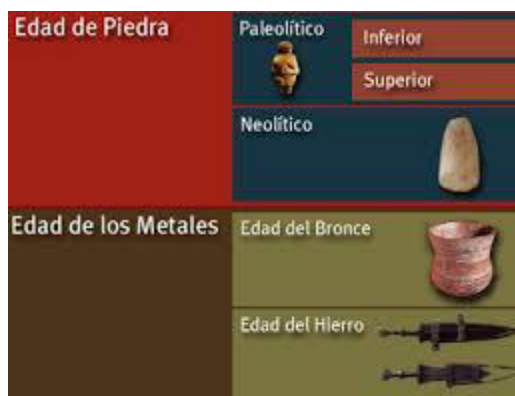 Edad de Piedra
Paleolítico
Inferior
Superior
Neolítico
Edad de los Metales
Edad del Bronce
Edad del Hierro